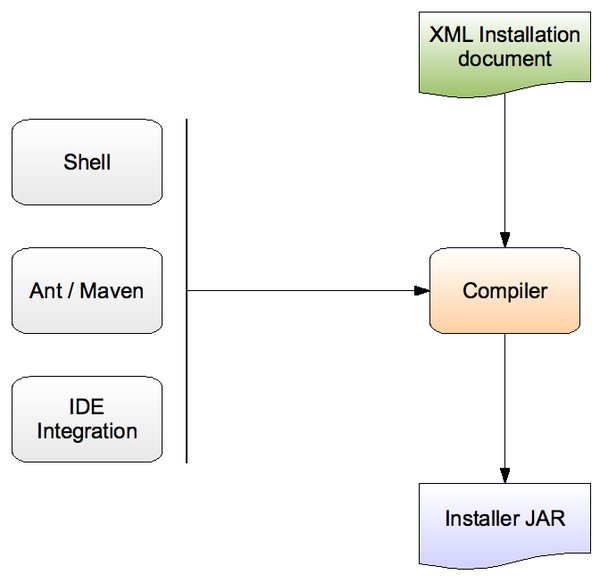 XML Installation
document
Shell
Ant / Maven
Compiler
IDE
Integration
Installer JAR